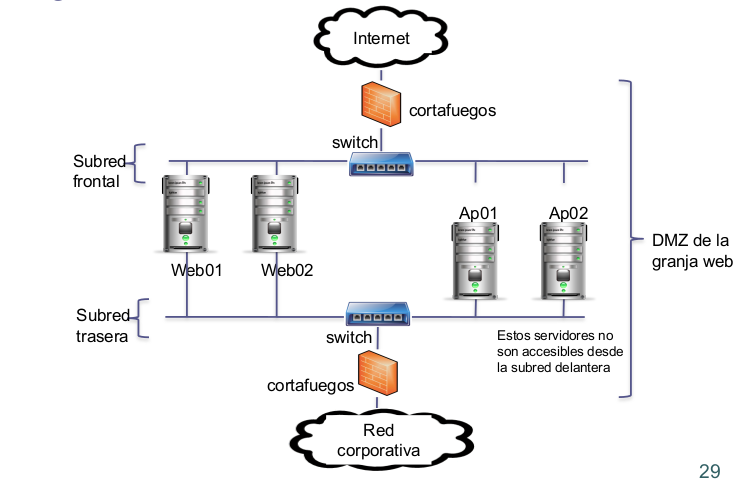 Internet
cortafuegos
switch
Subred
frontal
Ap01
Ap02
Web01
Web02
DMZ de la
granja web
Subred
trasera
switch
Estos servidores no
son accesibles desde
la subred delantera
cortafuegos
Red
corporativa
29